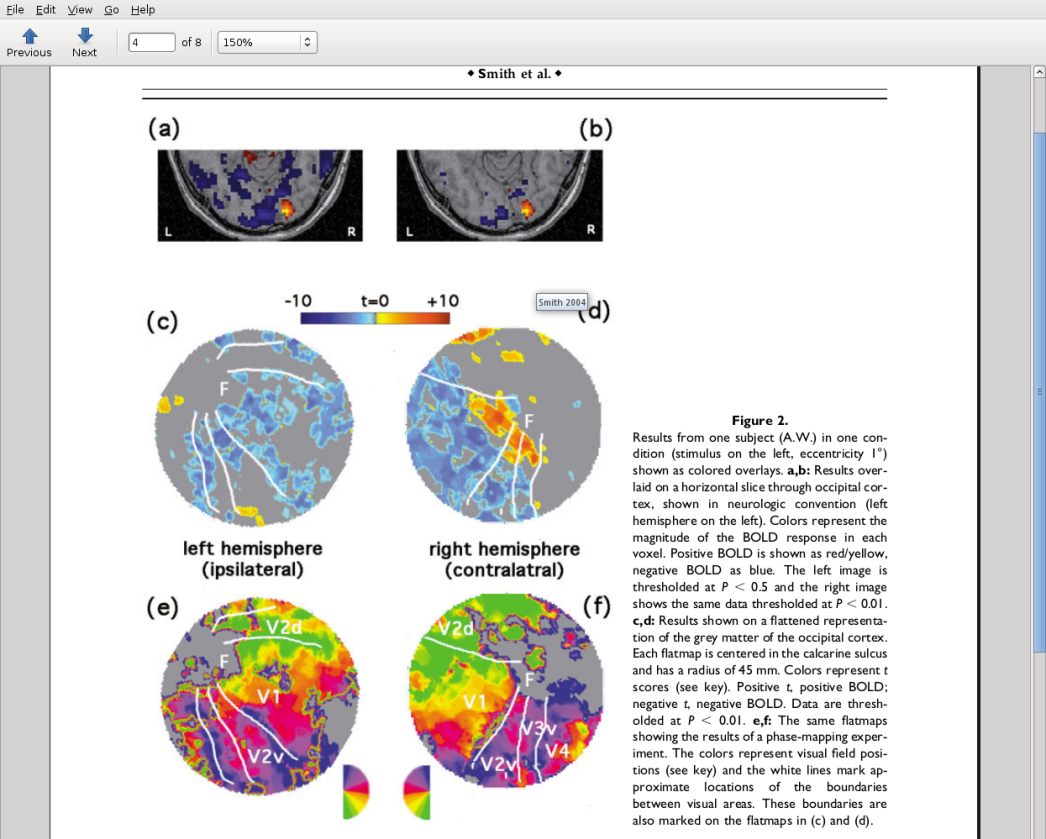 File Edit View Go Help
Previous Next 4 of 8 150%
◆ Smith et al. ◆
(a)
(b)
L R
L R
-10 t=0 +10
Smith 2004
(c)
(d)
F
F
left hemisphere
(ipsilateral)
right hemisphere
(contralatral)
(e)
(f)
V2d
F
V1
V2v
V2d
F
V1
V3v
V4
V2v
Figure 2.
Results from one subject (A.W.) in one con-
dition (stimulus on the left, eccentricity 1°)
shown as colored overlays. a,b: Results over-
laid on a horizontal slice through occipital cor-
tex, shown in neurologic convention (left
hemisphere on the left). Colors represent the
magnitude of the BOLD response in each
voxel. Positive BOLD is shown as red/yellow,
negative BOLD as blue. The left image is
thresholded at P < 0.5 and the right image
shows the same data thresholded at P < 0.01.
c,d: Results shown on a flattened representa-
tion of the grey matter of the occipital cortex.
Each flatmap is centered in the calcarine sulcus
and has a radius of 45 mm. Colors represent t
scores (see key). Positive t, positive BOLD;
negative t, negative BOLD. Data are thresh-
olded at P < 0.01. e,f: The same flatmaps
showing the results of a phase-mapping exper-
iment. The colors represent visual field posi-
tions (see key) and the white lines mark ap-
proximate locations of the boundaries
between visual areas. These boundaries are
also marked on the flatmaps in (c) and (d).